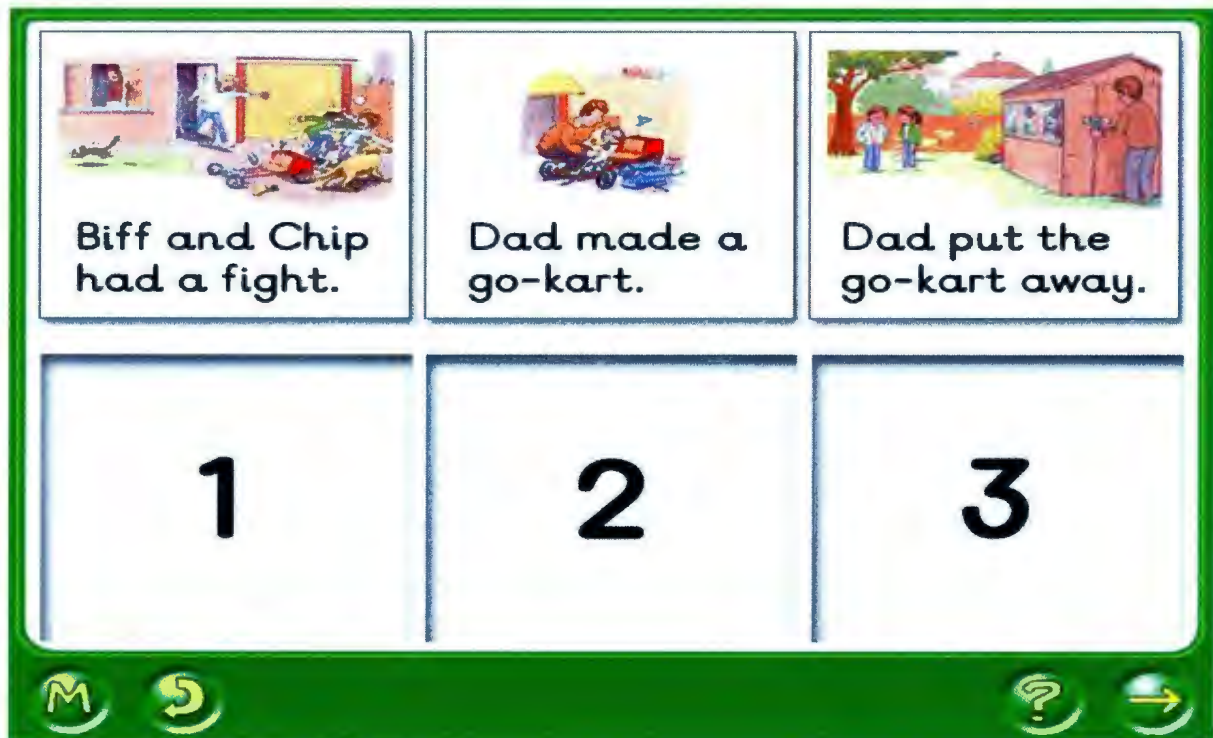 Biff and Chip
had a fight.
Dad made a
go-kart.
Dad put the
go-kart away.
1
2
3
M
?